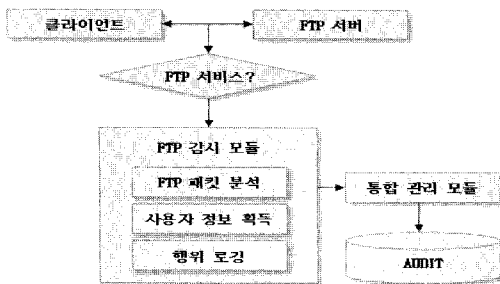 클라이언트
FTP 서버
FTP 서비스?
FTP 감시 모듈
FTP 패킷 분석
사용자 정보 획득
행위 로깅
통합 관리 모듈
AUDIT